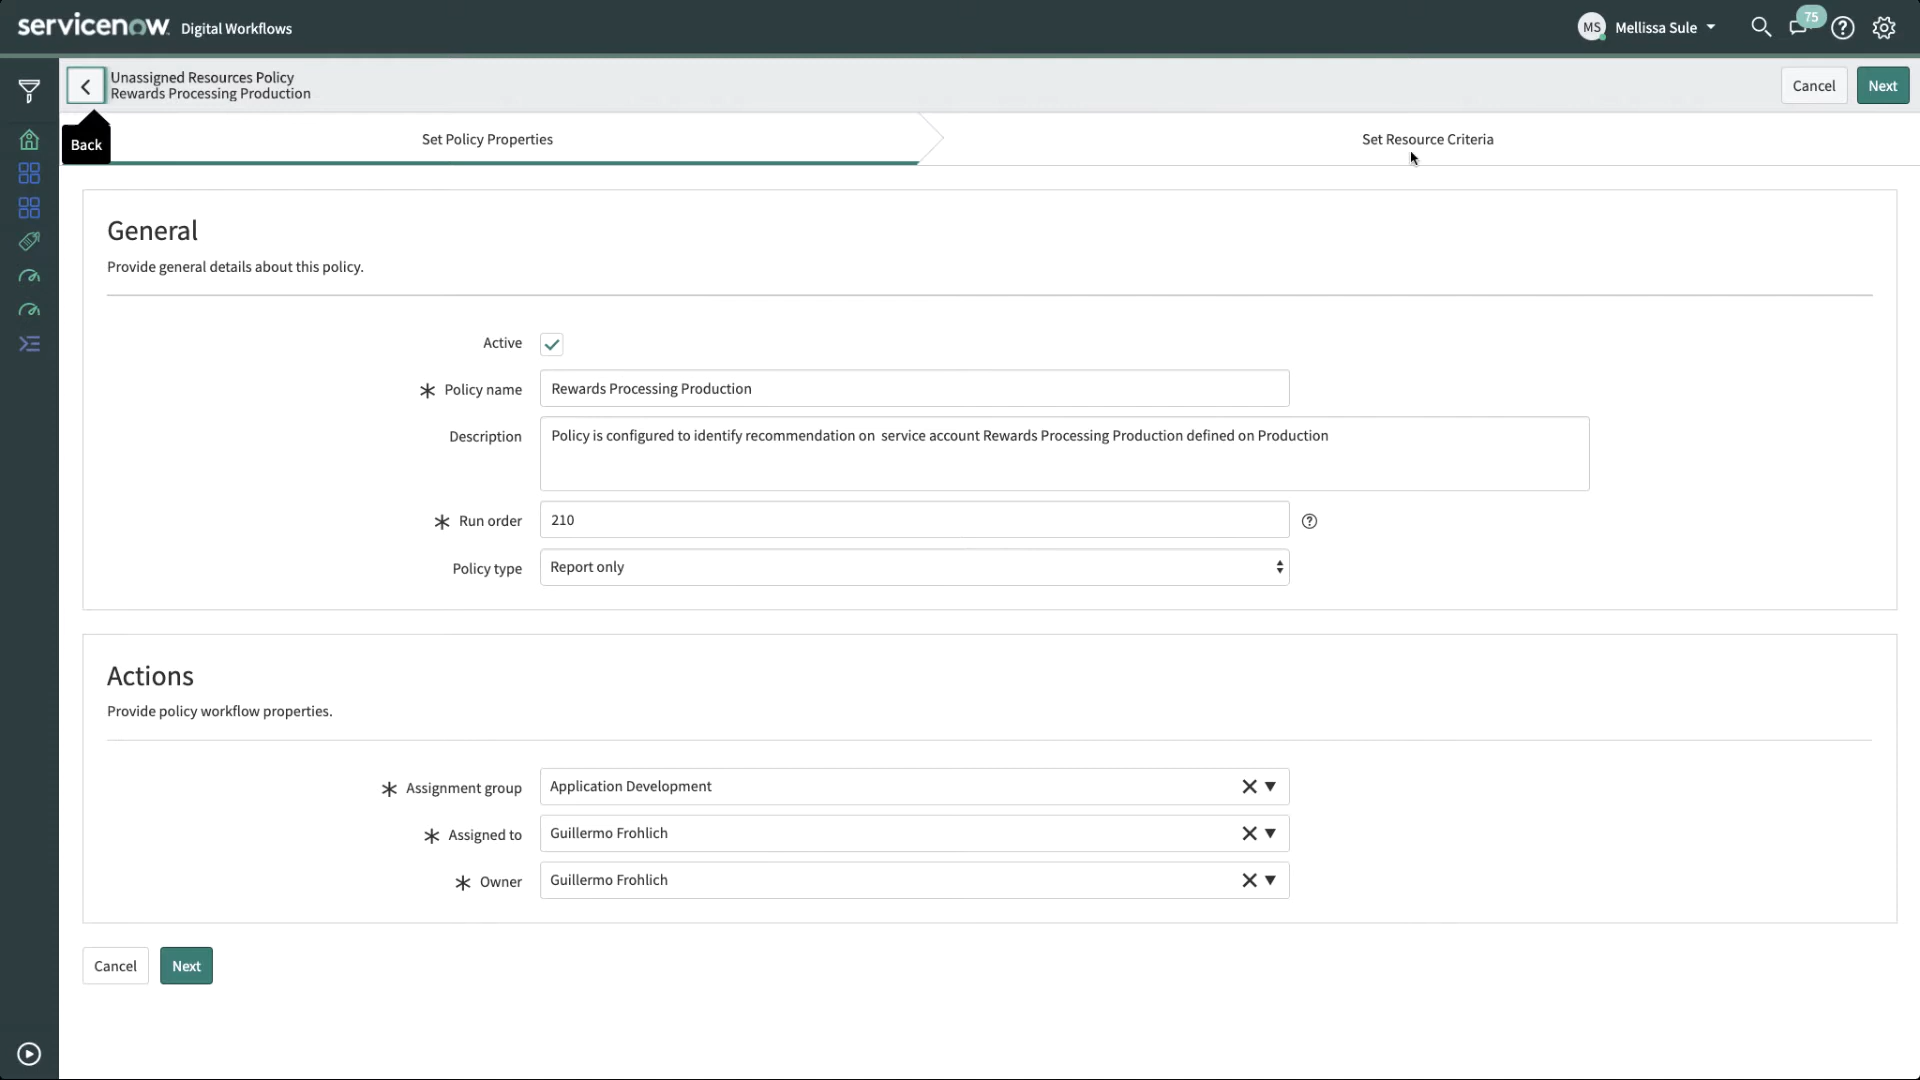 servicenow. Digital Workflows
MS Mellissa Sule 75
Unassigned Resources Policy
Rewards Processing Production
Cancel Next
Back
Set Policy Properties Set Resource Criteria
General
Provide general details about this policy.
Active
Policy name Rewards Processing Production
Description Policy is configured to identify recommendation on service account Rewards Processing Production defined on Production
Run order 210
Policy type Report only
Actions
Provide policy workflow properties.
Assignment group Application Development
Assigned to Guillermo Frohlich
Owner Guillermo Frohlich
Cancel Next